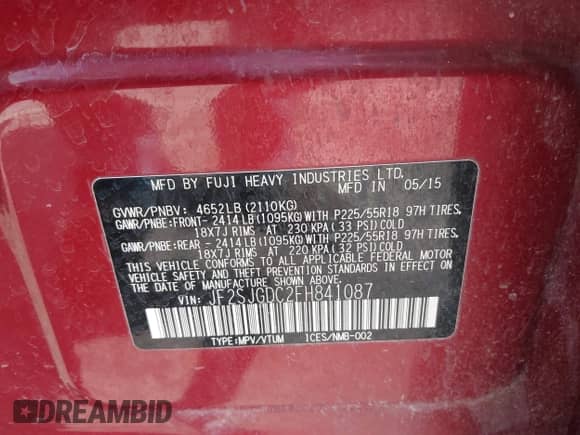 MFD BY FUJI HEAVY INDUSTRIES LTD.
MFD IN 05/15
GVWR/PNBV: 4652LB (2110KG)
GAWR/PNBE:FRONT- 2414LB(1095KG)WITH P225/55R18 97H TIRES.
18X7J RIMS AT 230 KPA (33 PSI)COLD
GAWR/PNBE:REAR - 2414LB(1095KG)WITH P225/55R18 97H TIRES.
18X7J RIMS AT 220 KPA (32 PSI)COLD
THIS VEHICLE CONFORMS TO ALL APPLICABLE FEDERAL MOTOR
VEHICLE SAFETY AND THEFT PREVENTION STANDARDS IN EFFECT ON
THE DATE OF MANUFACTURE SHOWN ABOVE.
VIN: JF2SJGDC2FH841087
TYPE:MPV/VTUM ICES/NMB-002
DREAMBID